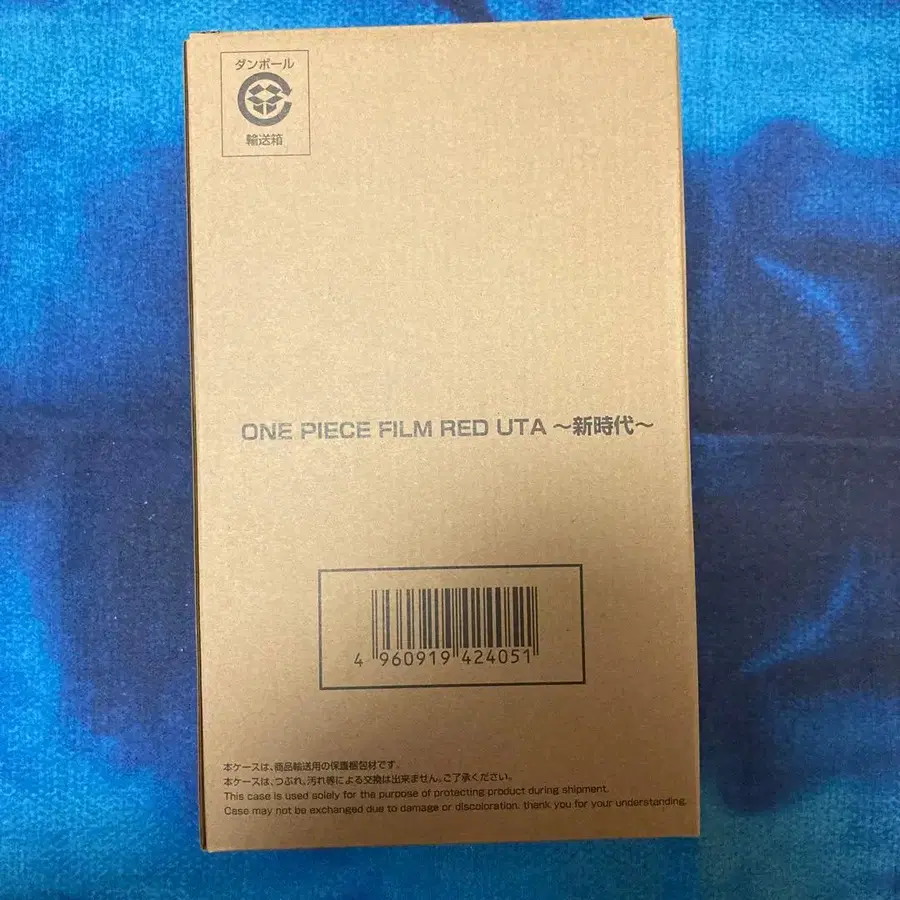 ダンボール
輸送箱
ONE PIECE FILM RED UTA ～新時代～
4 960919 424051
本ケースは、商品輸送用の保護梱包材です。
本ケースは、つぶれ、汚れ等による交換は出来ません。ご了承ください。
This case is used solely for the purpose of protecting product during shipment.
Case may not be exchanged due to damage or discoloration. thank you for your understanding.